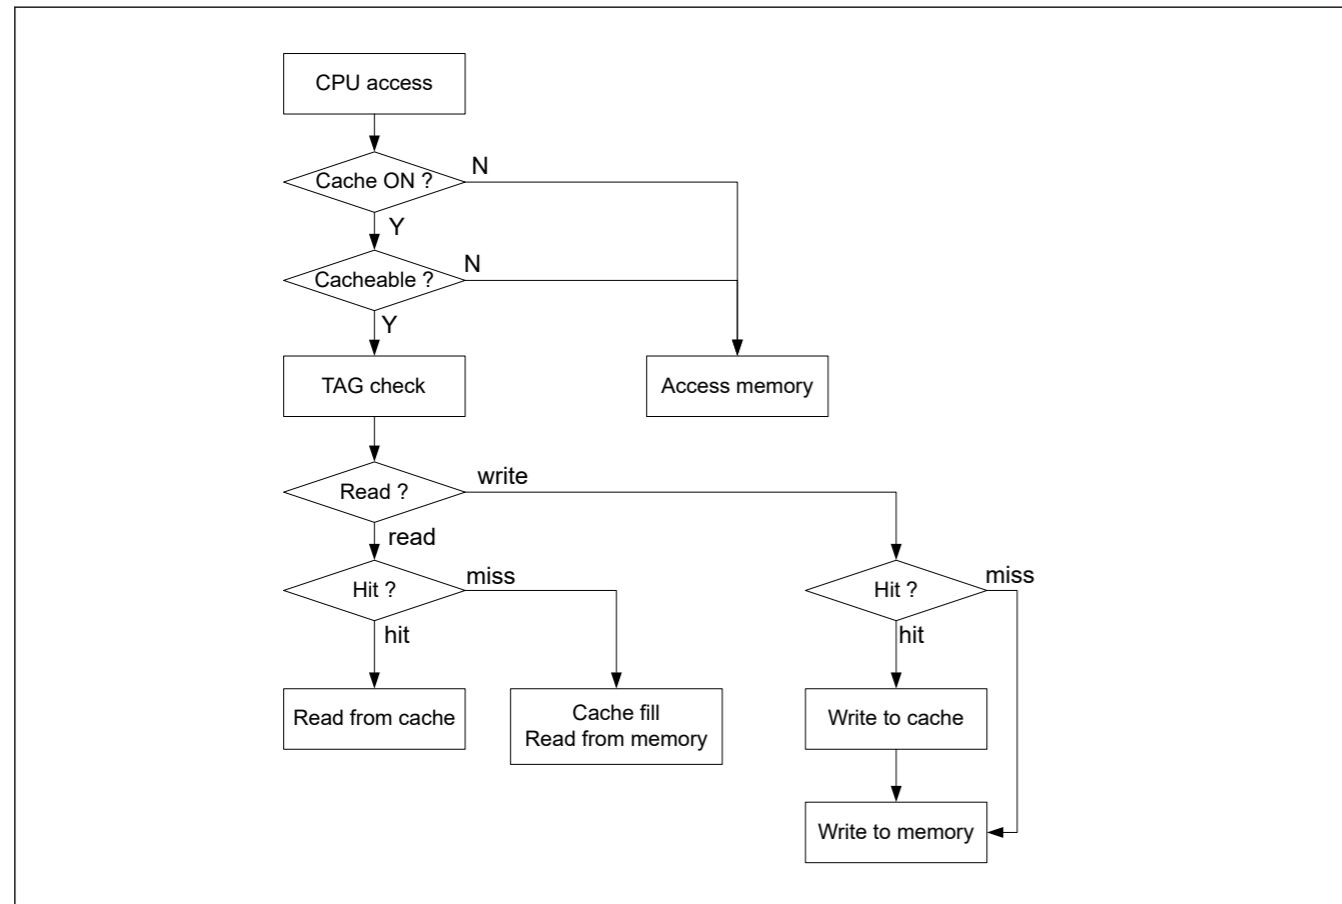 CPU access
Cache ON ?
N
Y
Cacheable ?
N
Y
TAG check
Access memory
Read ?
write
read
Hit ?
miss
Hit ?
miss
hit
hit
Read from cache
Cache fill
Read from memory
Write to cache
Write to memory